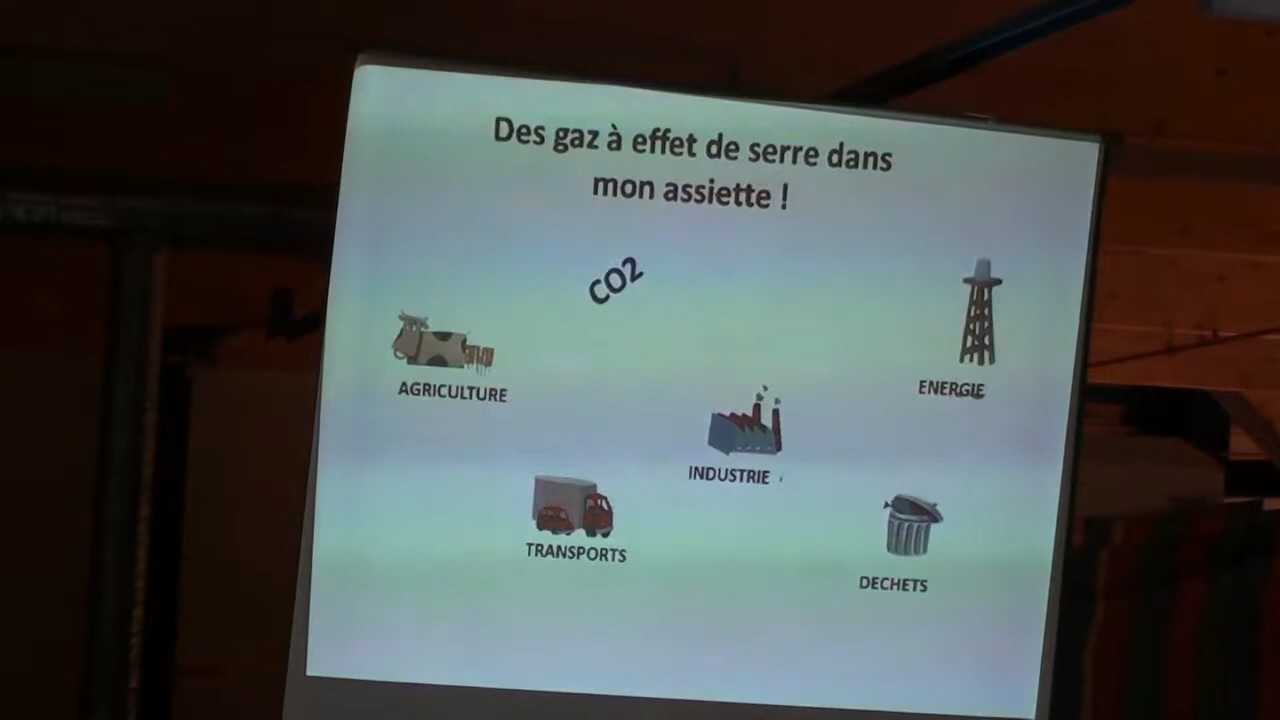 Des gaz à effet de serre dans
mon assiette !
CO2
AGRICULTURE
ENERGIE
INDUSTRIE
TRANSPORTS
DECHETS